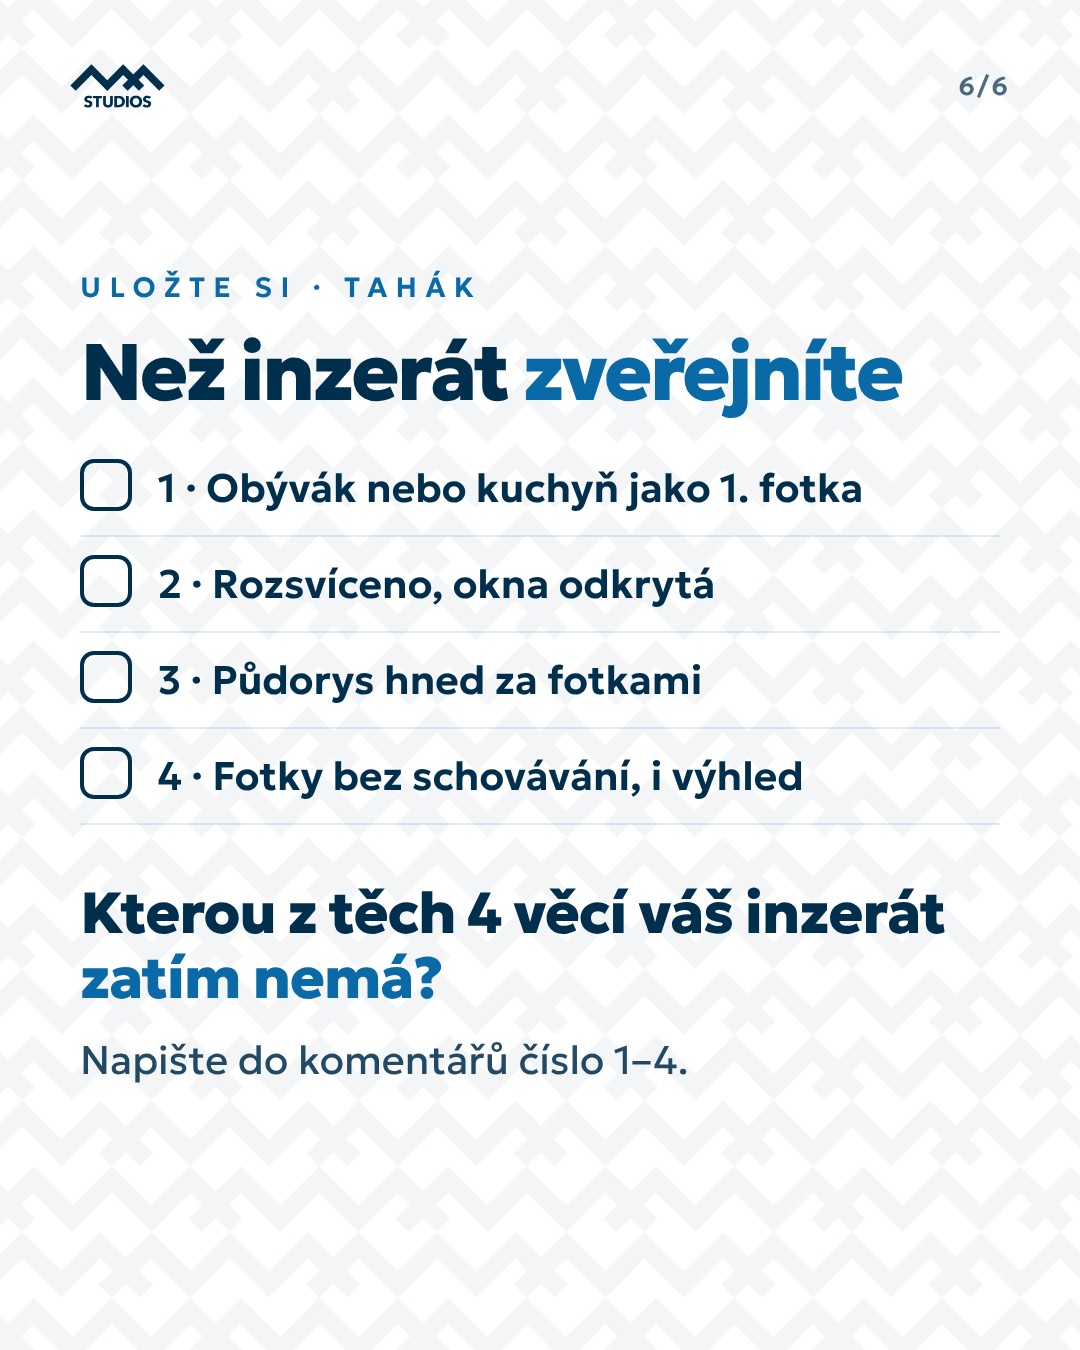 STUDIOS
6/6
ULOŽTE SI · TAHÁK
Než inzerát zveřejníte
1 · Obývák nebo kuchyň jako 1. fotka
2 · Rozsvíceno, okna odkrytá
3 · Půdorys hned za fotkami
4 · Fotky bez schovávání, i výhled
Kterou z těch 4 věcí váš inzerát
zatím nemá?
Napište do komentářů číslo 1–4.